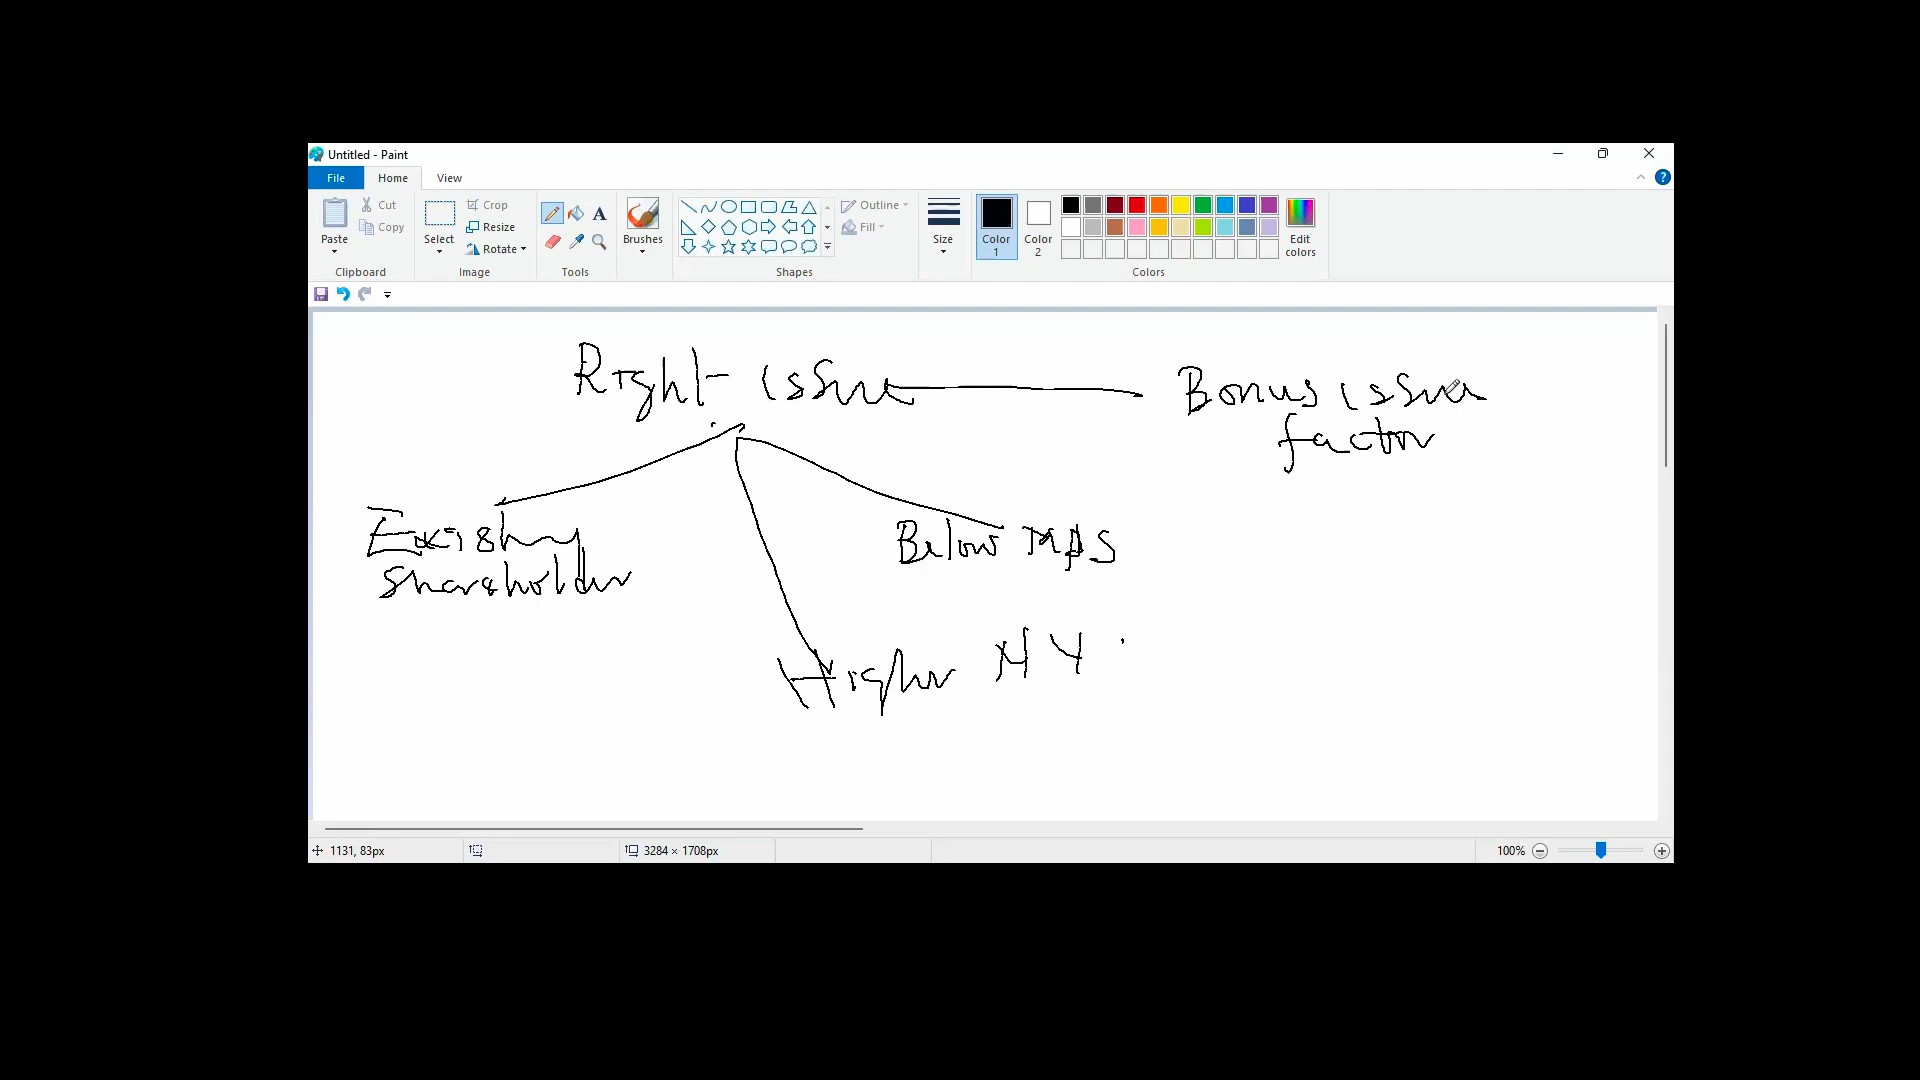 Untitled - Paint
File Home View
Paste Cut Copy Clipboard
Select Crop Resize Rotate Image
Tools
Brushes
Outline Fill Shapes
Size
Color 1 Color 2 Edit colors Colors
Right issue Bonus issue
factor
Existing Below MPS
shareholder
Higher
1131, 83px 3284 × 1708px 100%